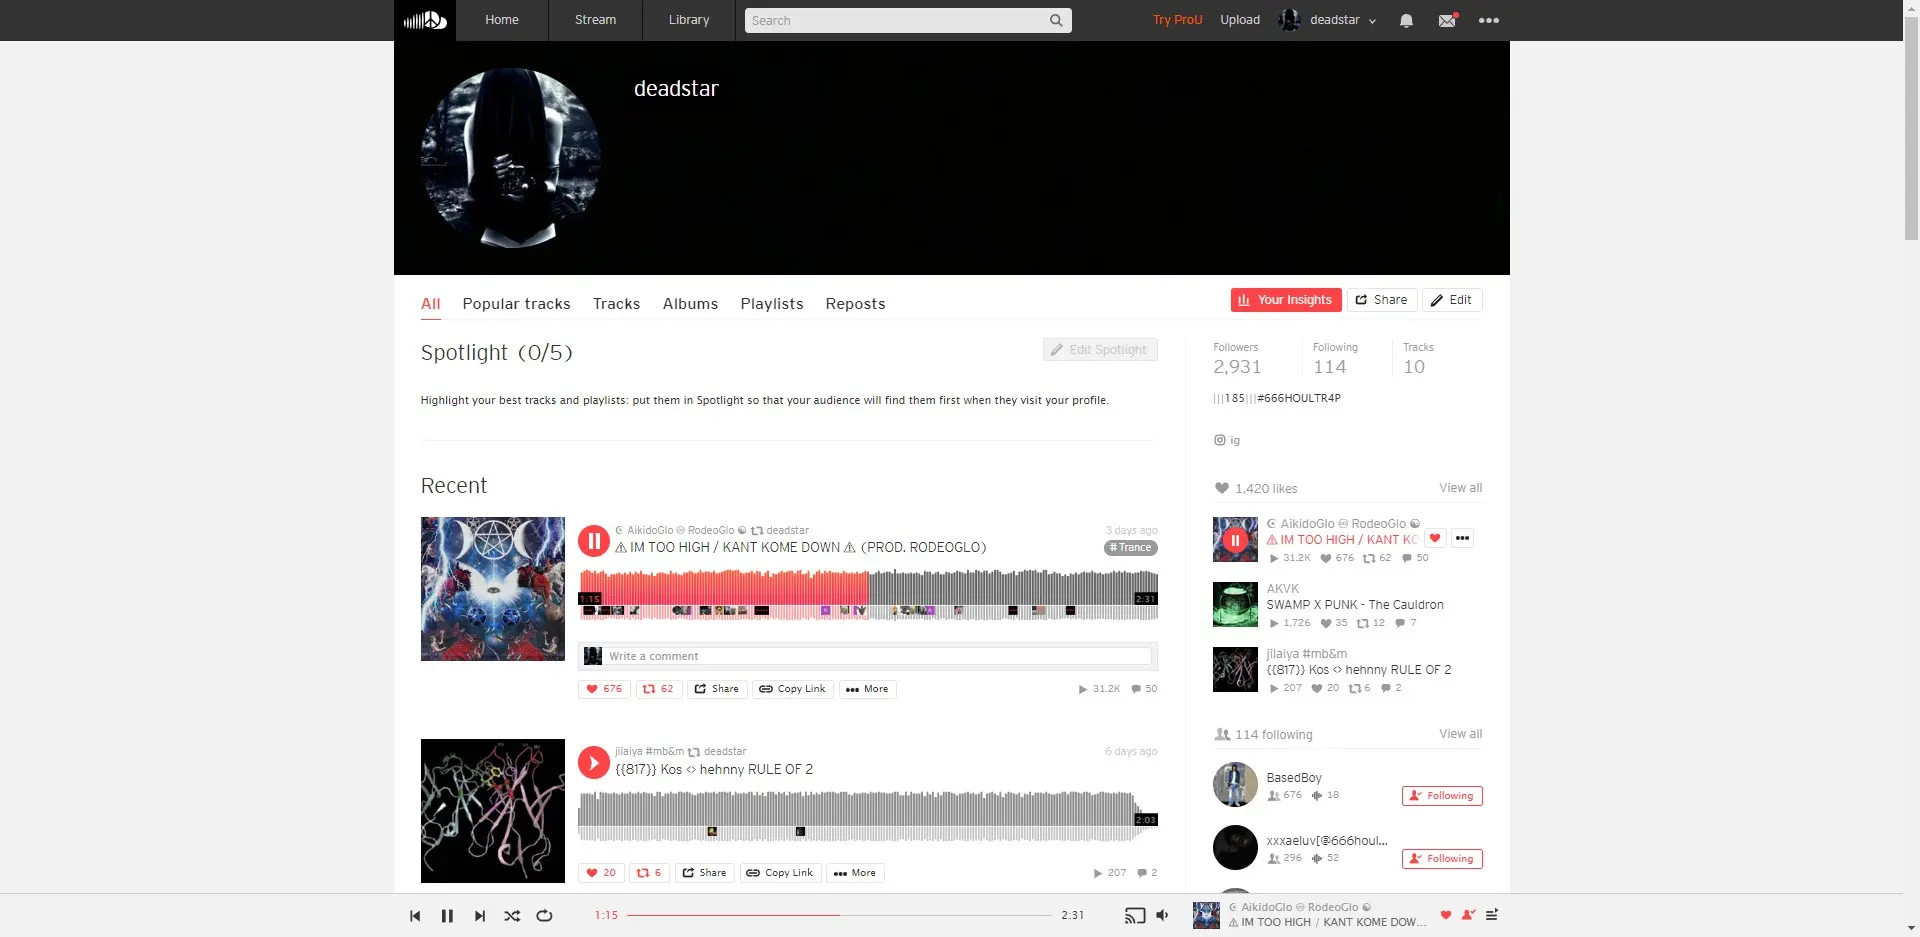 Home Stream Library Search Try ProU Upload deadstar
deadstar
All Popular tracks Tracks Albums Playlists Reposts
Your Insights Share Edit
Spotlight (0/5)
Edit Spotlight
Highlight your best tracks and playlists: put them in Spotlight so that your audience will find them first when they visit your profile.
Recent
☪ AikidoGlo ♾ RodeoGlo ☯ deadstar
3 days ago
⚠ IM TOO HIGH / KANT KOME DOWN ⚠ (PROD. RODEOGLO)
# Trance
1:15 2:31
Write a comment
676 62 Share Copy Link More 31.2K 50
jilaiya #mb&m deadstar
6 days ago
{{817}} Kos <> hehnny RULE OF 2
2:03
20 6 Share Copy Link More 207 2
Followers Following Tracks
2,931 114 10
|||185|||#666HOULTR4P
ig
1,420 likes View all
☪ AikidoGlo ♾ RodeoGlo ☯
⚠ IM TOO HIGH / KANT KO
31.2K 676 62 50
AKVK
SWAMP X PUNK - The Cauldron
1,726 35 12 7
jilaiya #mb&m
{{817}} Kos <> hehnny RULE OF 2
207 20 6 2
114 following View all
BasedBoy
676 18 Following
xxxaeluv[@666houl...
296 52 Following
1:15 2:31
☪ AikidoGlo ♾ RodeoGlo ☯
⚠ IM TOO HIGH / KANT KOME DOW...